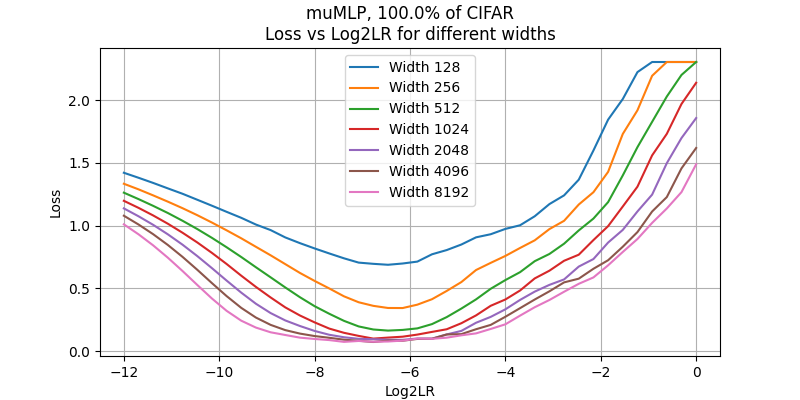 muMLP, 100.0% of CIFAR
Loss vs Log2LR for different widths
Width 128
Width 256
Width 512
Width 1024
Width 2048
Width 4096
Width 8192
Loss
2.0
1.5
1.0
0.5
0.0
−12 −10 −8 −6 −4 −2 0
Log2LR